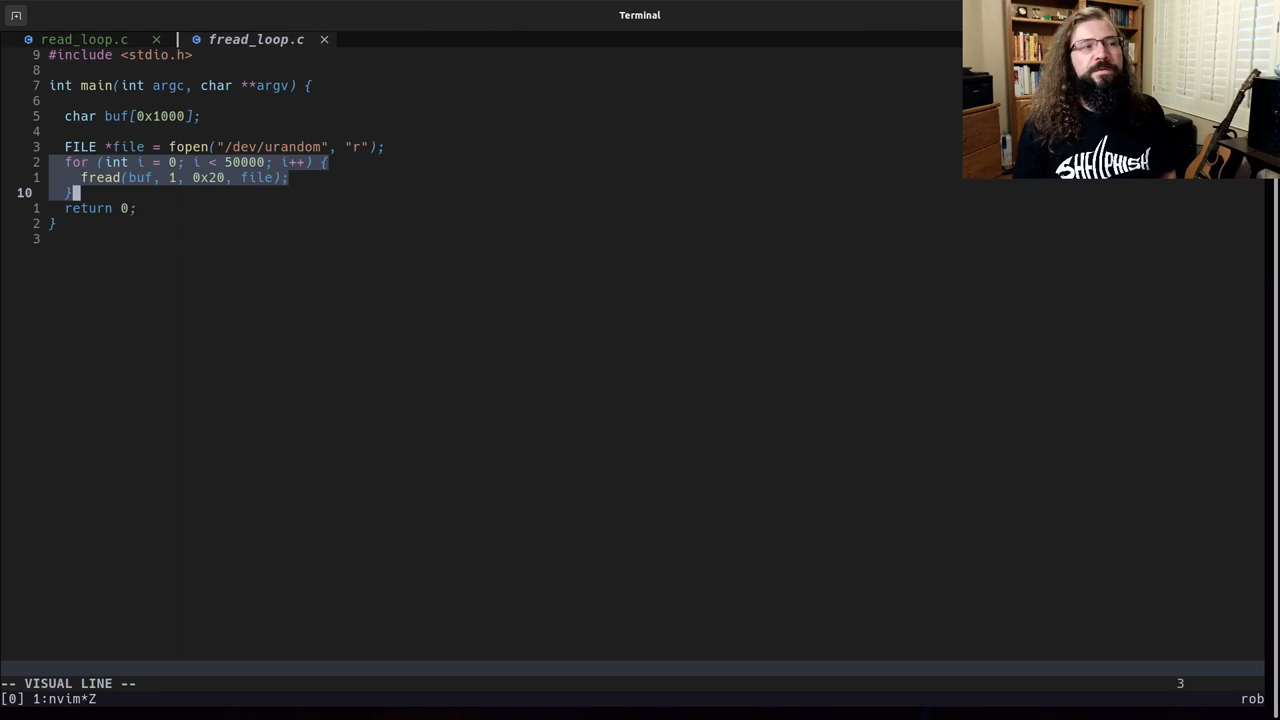 Terminal
read_loop.c fread_loop.c
9 #include <stdio.h>
8
7 int main(int argc, char **argv) {
6
5 char buf[0x1000];
4
3 FILE *file = fopen("/dev/urandom", "r");
2 for (int i = 0; i < 50000; i++) {
1 fread(buf, 1, 0x20, file);
10 }
1 return 0;
2 }
3
-- VISUAL LINE -- 3
[0] 1:nvim*Z rob
SHELLPHISH